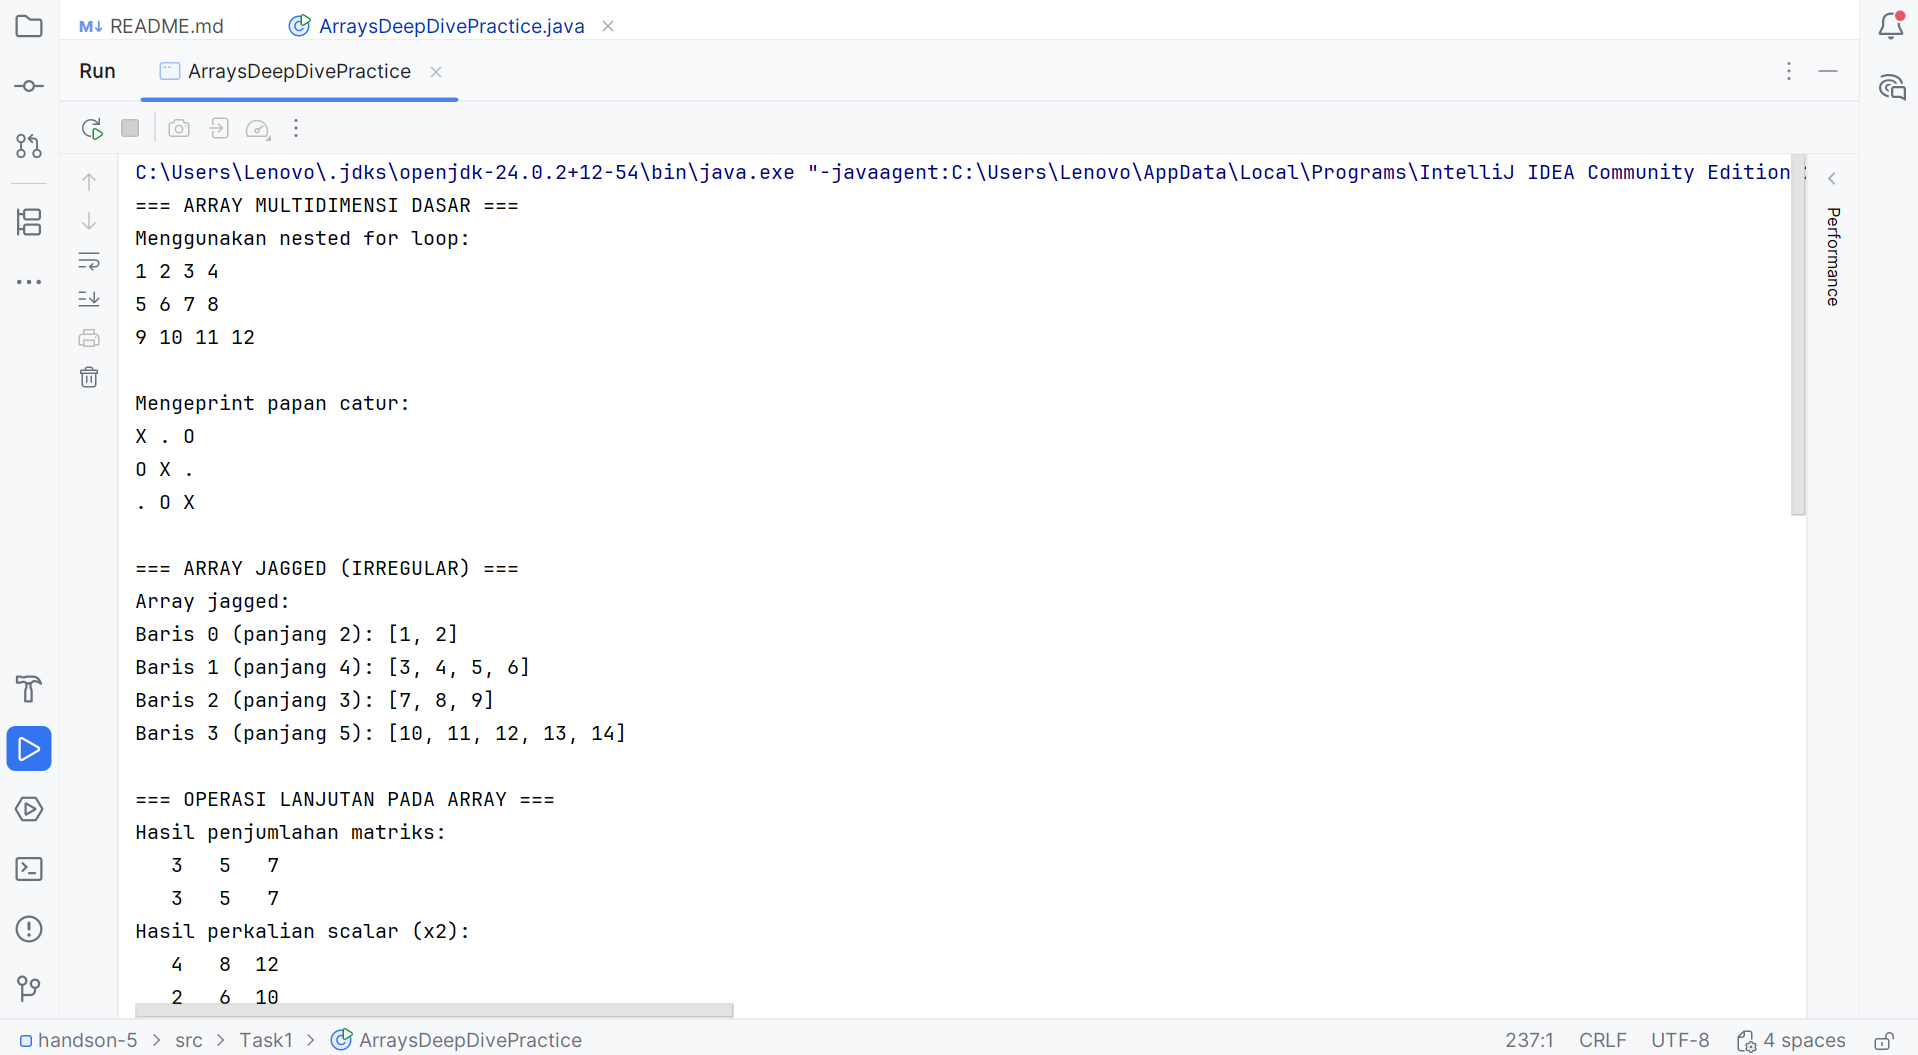 README.md
ArraysDeepDivePractice.java
Run
ArraysDeepDivePractice
C:\Users\Lenovo\.jdks\openjdk-24.0.2+12-54\bin\java.exe "-javaagent:C:\Users\Lenovo\AppData\Local\Programs\IntelliJ IDEA Community Edition
=== ARRAY MULTIDIMENSI DASAR ===
Menggunakan nested for loop:
1 2 3 4
5 6 7 8
9 10 11 12
Mengeprint papan catur:
X . O
O X .
. O X
=== ARRAY JAGGED (IRREGULAR) ===
Array jagged:
Baris 0 (panjang 2): [1, 2]
Baris 1 (panjang 4): [3, 4, 5, 6]
Baris 2 (panjang 3): [7, 8, 9]
Baris 3 (panjang 5): [10, 11, 12, 13, 14]
=== OPERASI LANJUTAN PADA ARRAY ===
Hasil penjumlahan matriks:
3 5 7
3 5 7
Hasil perkalian scalar (x2):
4 8 12
2 6 10
Performance
handson-5 > src > Task1 > ArraysDeepDivePractice
237:1 CRLF UTF-8 4 spaces